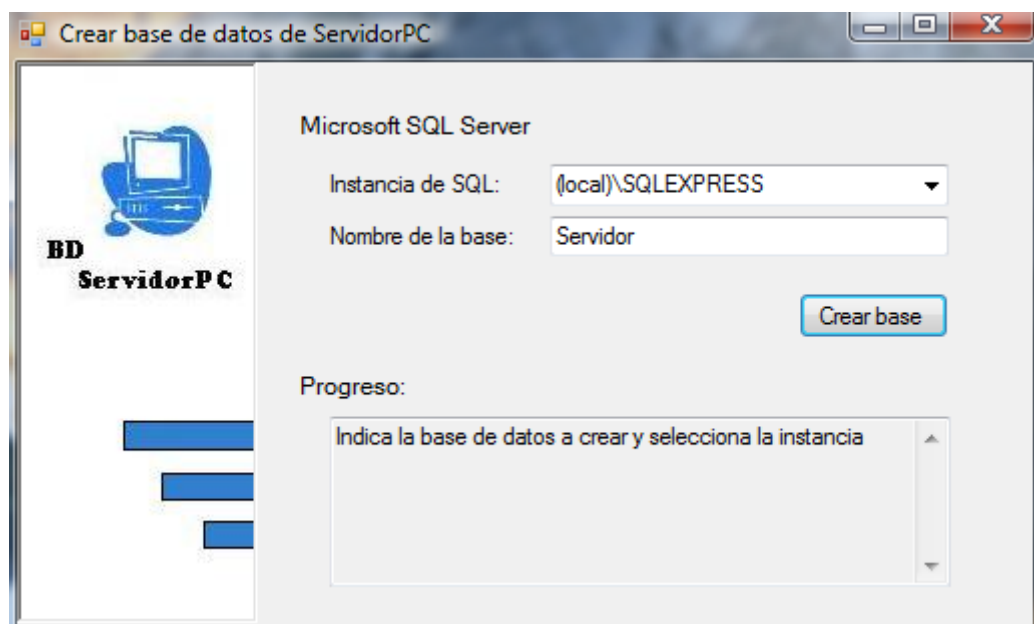 Crear base de datos de ServidorPC
BD
ServidorPC
Microsoft SQL Server
Instancia de SQL:
(local)\SQLEXPRESS
Nombre de la base:
Servidor
Crear base
Progreso:
Indica la base de datos a crear y selecciona la instancia